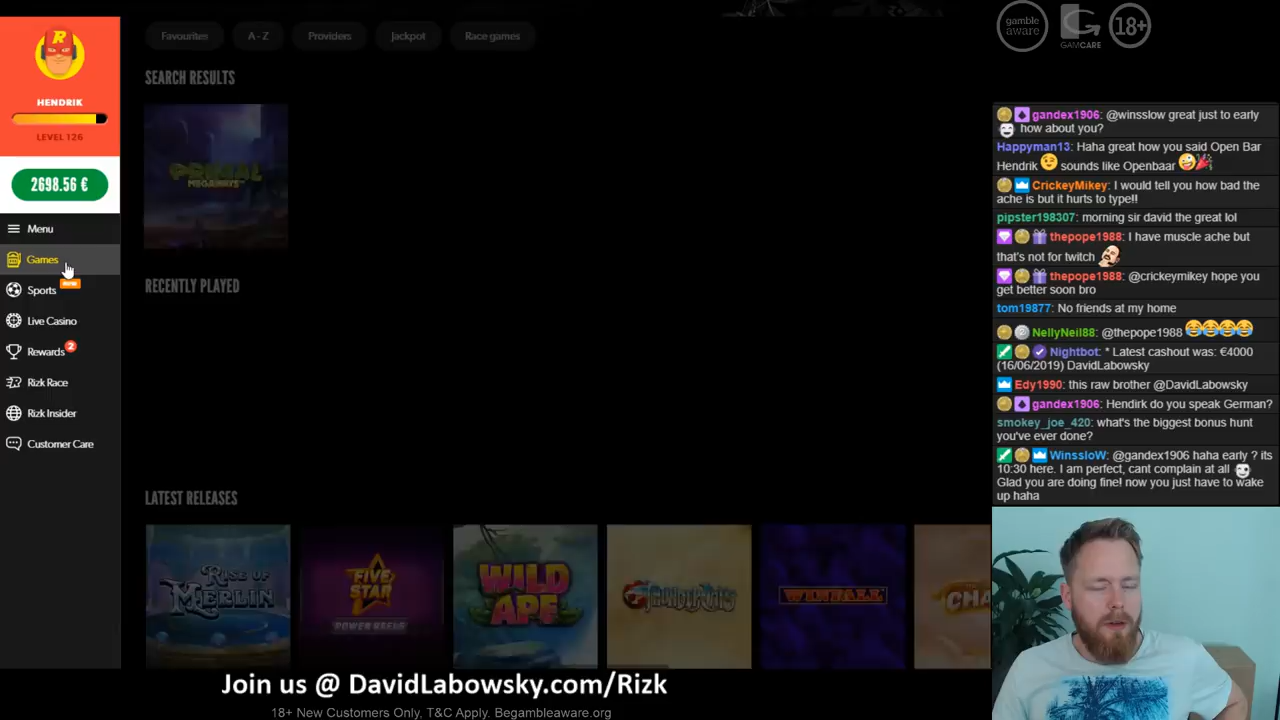 R
HENDRIK
LEVEL 126
2698.56 €
Menu
Games
Sports
New
Live Casino
Rewards
2
Rizk Race
Rizk Insider
Customer Care
Favourites
A - Z
Providers
Jackpot
Race games
SEARCH RESULTS
PRIMAL
MEGAWAYS™
RECENTLY PLAYED
LATEST RELEASES
RISE OF
MERLIN
FIVE
STAR
POWER REELS
WILD
APE
WINFALL
CHA
Join us @ DavidLabowsky.com/Rizk
18+ New Customers Only, T&C Apply. Begambleaware.org
gamble
aware
GAMCARE
18+
gandex1906: @winsslow great just to early
how about you?
Happyman13: Haha great how you said Open Bar
Hendrik sounds like Openbaar
CrickeyMikey: I would tell you how bad the
ache is but it hurts to type!!
pipster198307: morning sir david the great lol
thepope1988: I have muscle ache but
that's not for twitch
thepope1988: @crickeymikey hope you
get better soon bro
tom19877: No friends at my home
NellyNeil88: @thepope1988
Nightbot: * Latest cashout was: €4000
(16/06/2019) DavidLabowsky
Edy1990: this raw brother @DavidLabowsky
gandex1906: Hendirk do you speak German?
smokey_joe_420: what's the biggest bonus hunt
you've ever done?
WinssloW: @gandex1906 haha early ? its
10:30 here. I am perfect, cant complain at all
Glad you are doing fine! now you just have to wake
up haha